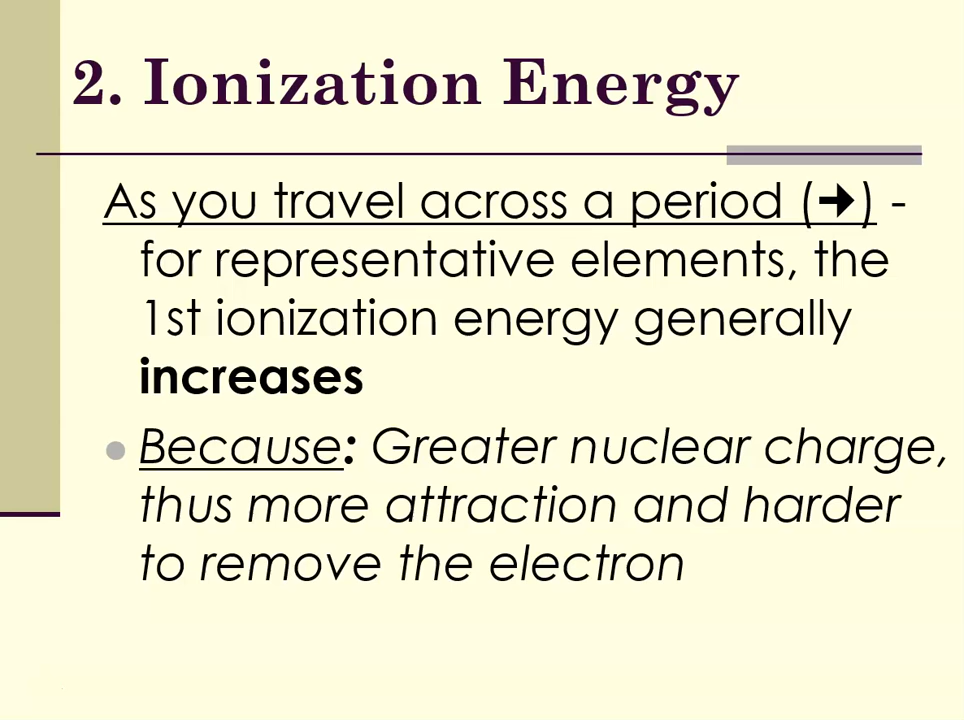 2. Ionization Energy
As you travel across a period (➔) -
for representative elements, the
1st ionization energy generally
increases
● Because: Greater nuclear charge,
thus more attraction and harder
to remove the electron